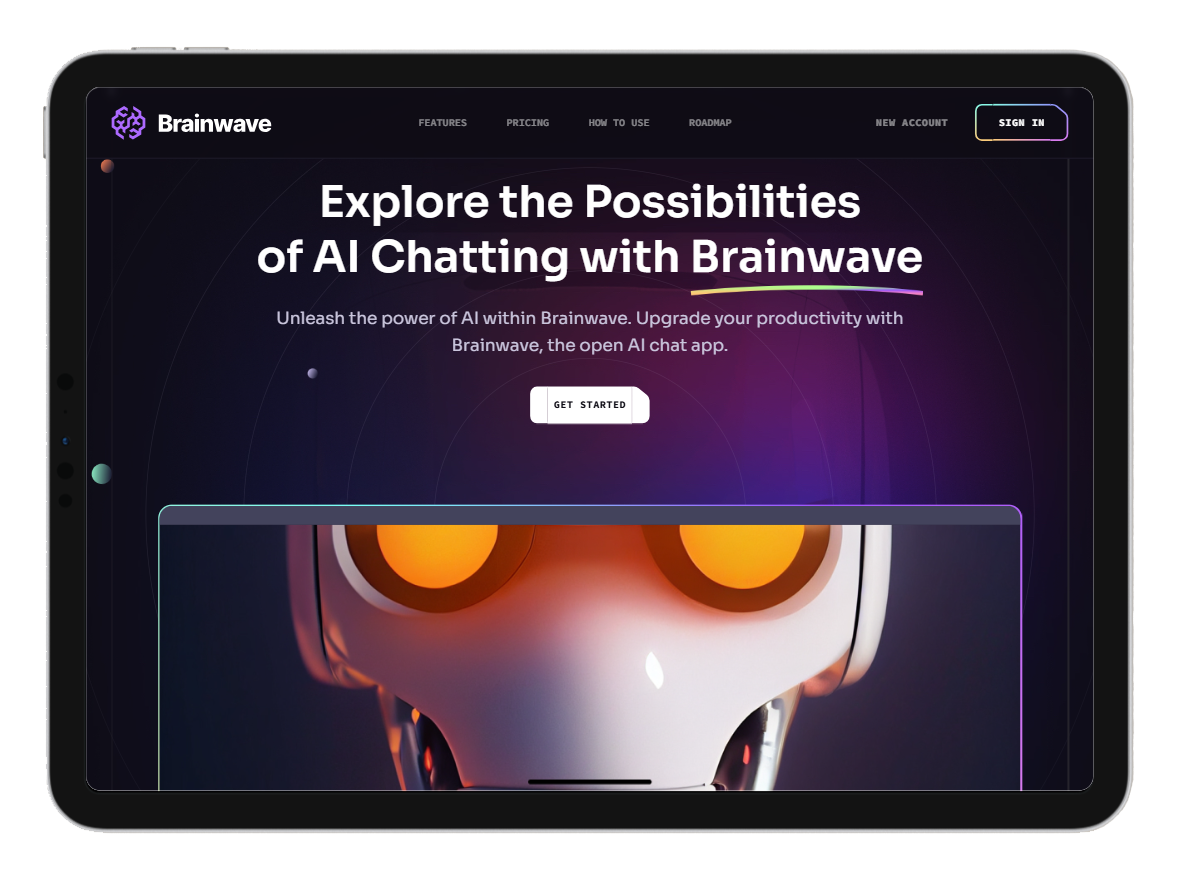 Brainwave
FEATURES PRICING HOW TO USE ROADMAP
NEW ACCOUNT SIGN IN
Explore the Possibilities
of AI Chatting with Brainwave
Unleash the power of AI within Brainwave. Upgrade your productivity with
Brainwave, the open AI chat app.
GET STARTED